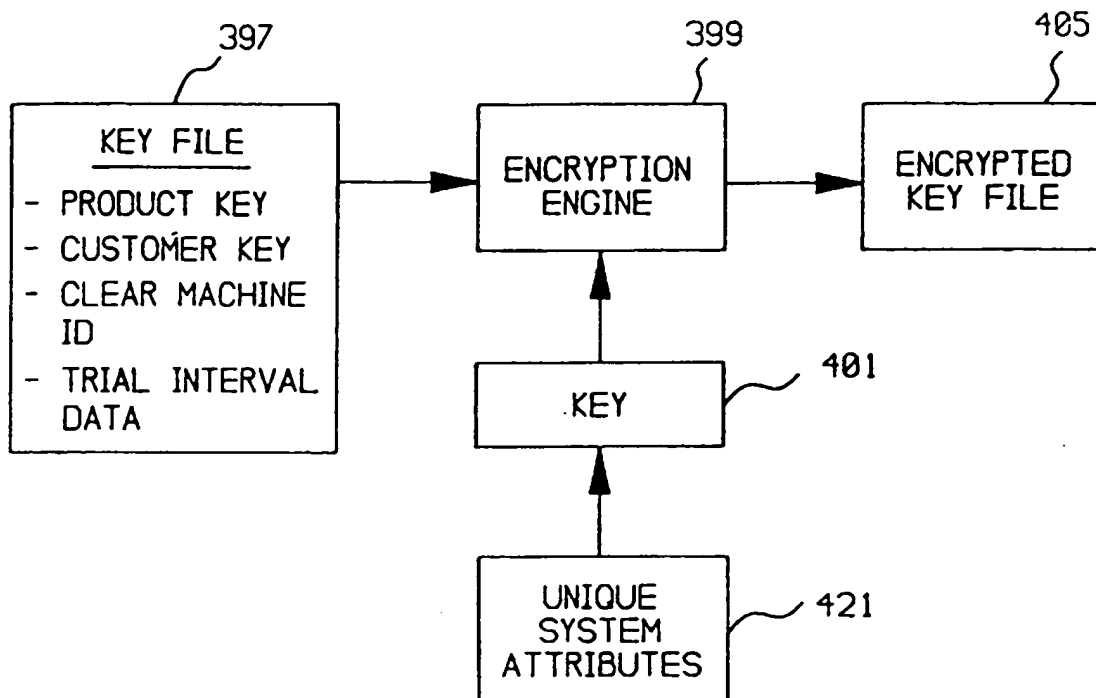 397
KEY FILE
- PRODUCT KEY
- CUSTOMER KEY
- CLEAR MACHINE
ID
- TRIAL INTERVAL
DATA
399
ENCRYPTION
ENGINE
405
ENCRYPTED
KEY FILE
KEY
401
UNIQUE
SYSTEM
ATTRIBUTES
421